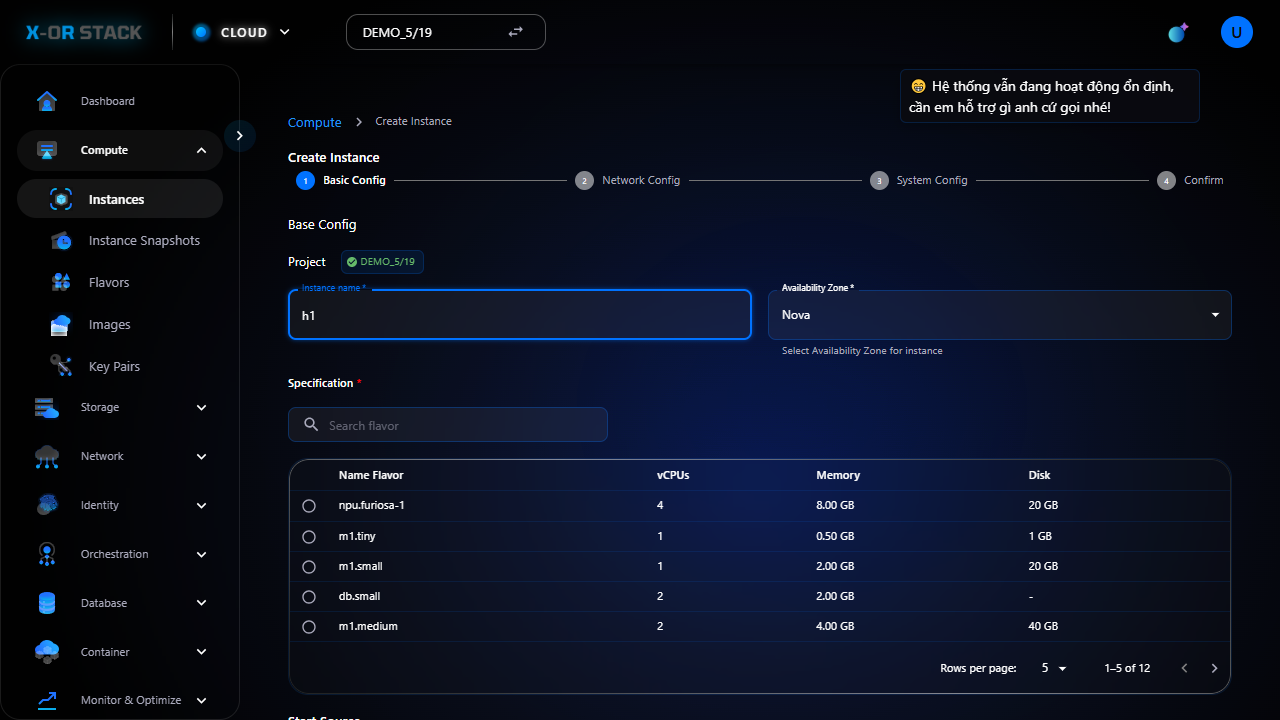 X-OR STACK
CLOUD
DEMO_5/19
U
😁 Hệ thống vẫn đang hoạt động ổn định,
cần em hỗ trợ gì anh cứ gọi nhé!
Dashboard
Compute
Instances
Instance Snapshots
Flavors
Images
Key Pairs
Storage
Network
Identity
Orchestration
Database
Container
Monitor & Optimize
Compute > Create Instance
Create Instance
1 Basic Config
2 Network Config
3 System Config
4 Confirm
Base Config
Project DEMO_5/19
Instance name *
h1
Availability Zone *
Nova
Select Availability Zone for instance
Specification *
Search flavor
Name Flavor vCPUs Memory Disk
npu.furiosa-1 4 8.00 GB 20 GB
m1.tiny 1 0.50 GB 1 GB
m1.small 1 2.00 GB 20 GB
db.small 2 2.00 GB -
m1.medium 2 4.00 GB 40 GB
Rows per page: 5 1–5 of 12
Start Source